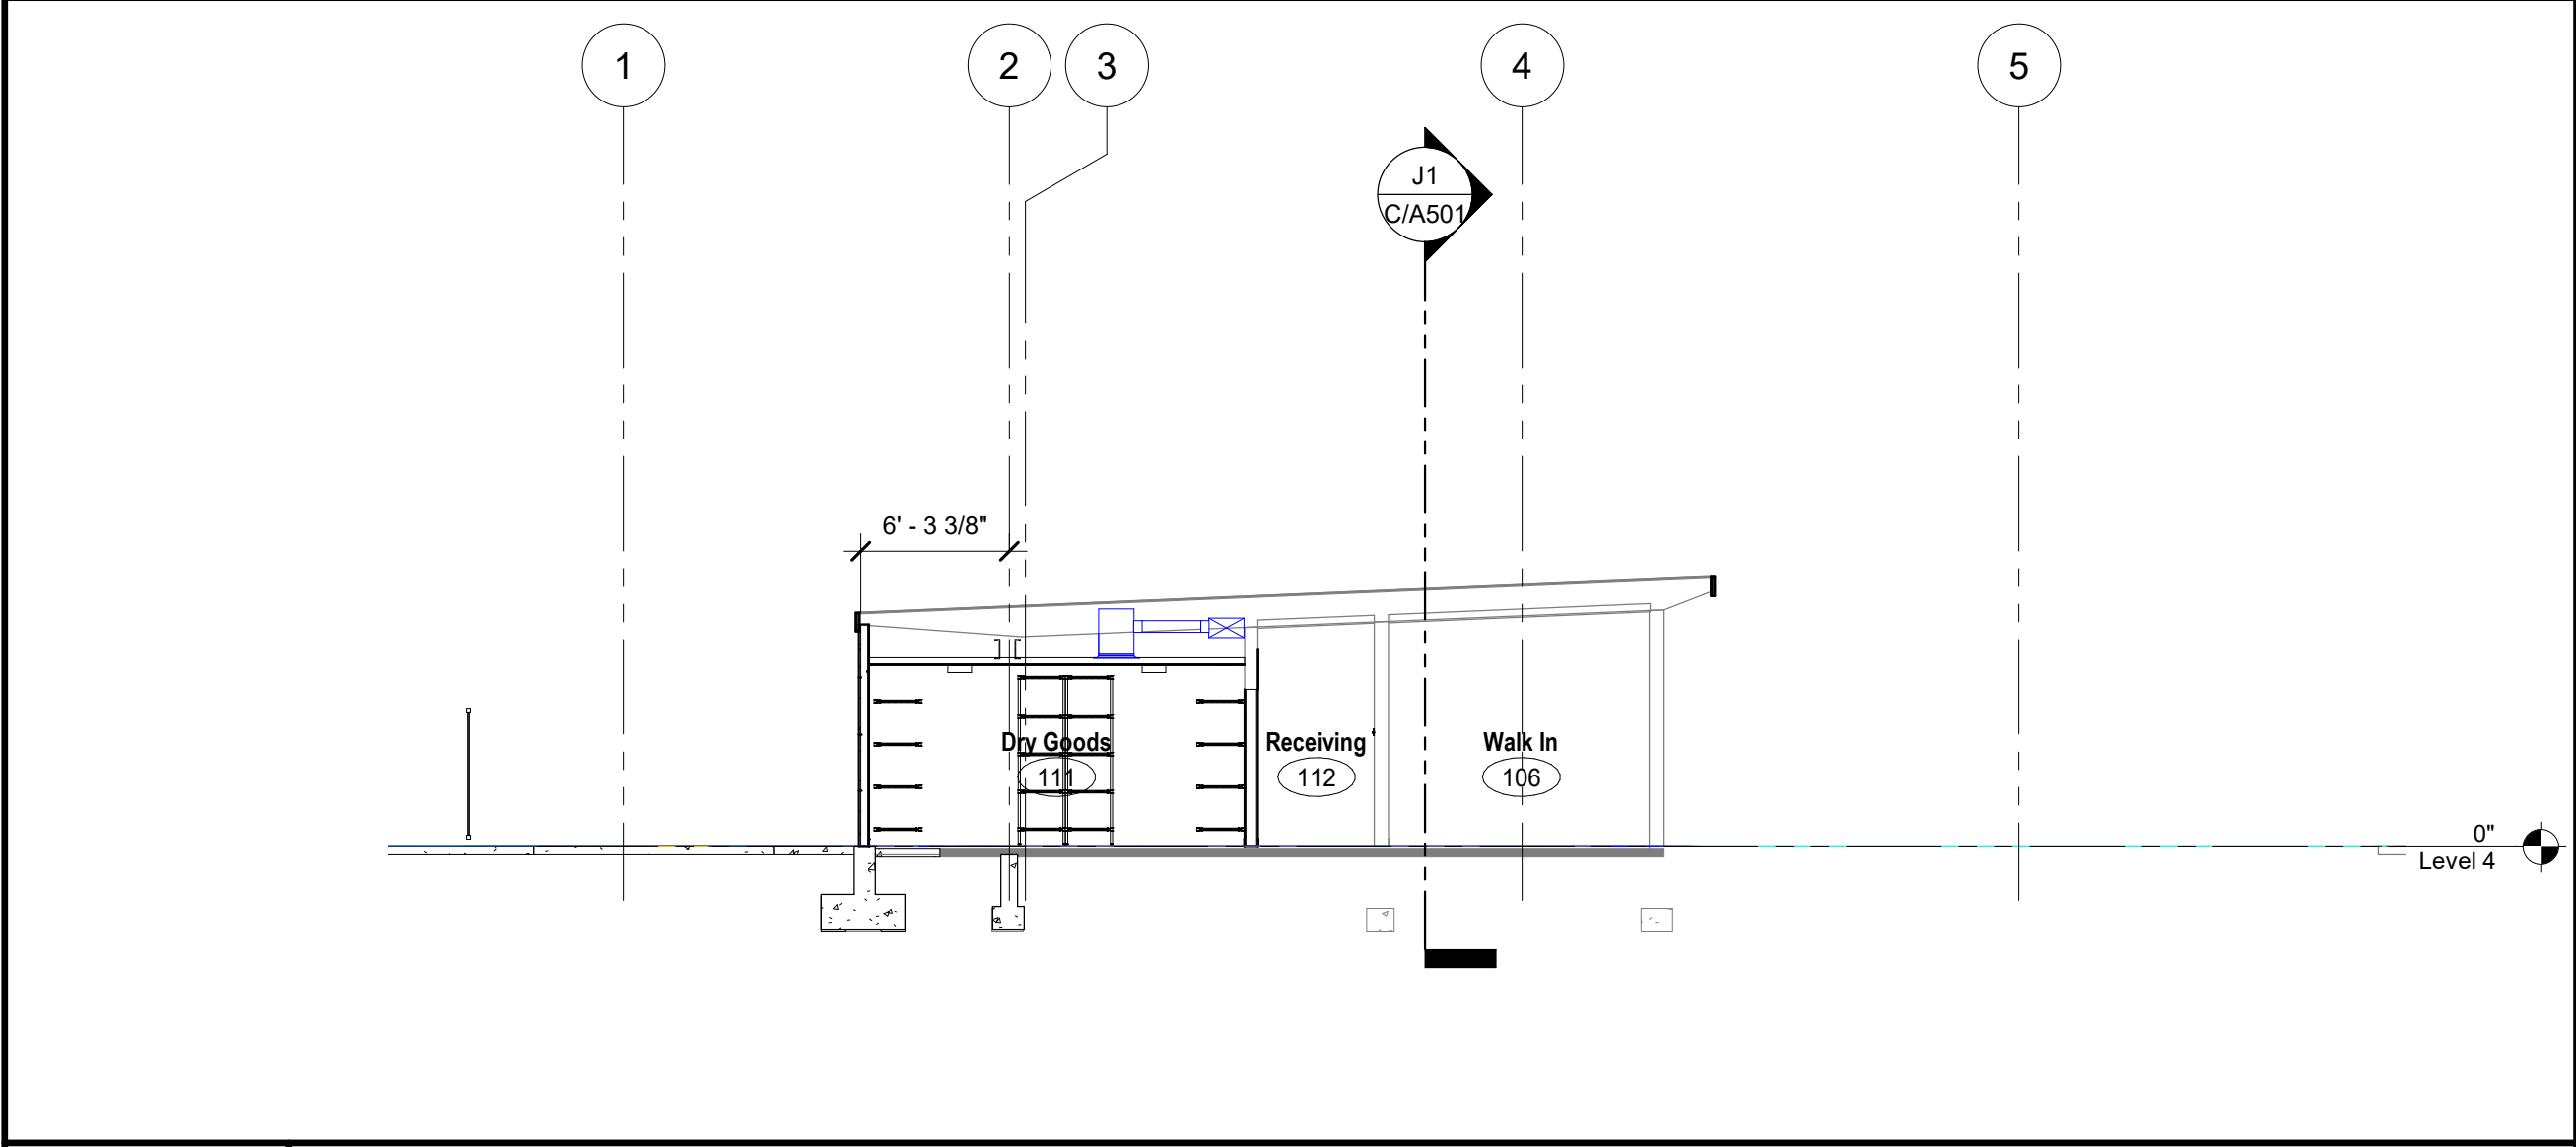 1
2
3
4
5
J1
C/A501
6' - 3 3/8"
Dry Goods
111
Receiving
112
Walk In
106
0"
Level 4